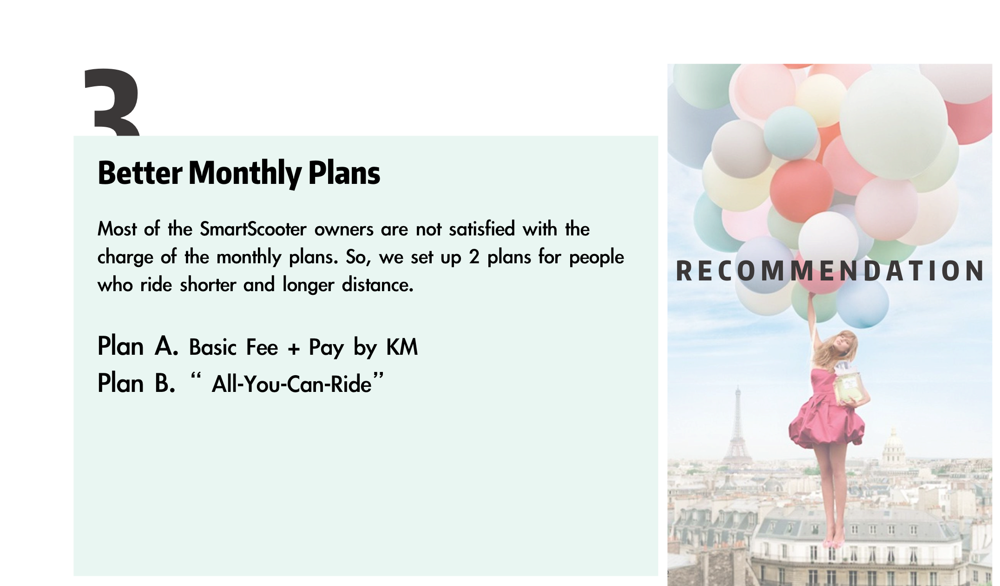 3
Better Monthly Plans
Most of the SmartScooter owners are not satisfied with the
charge of the monthly plans. So, we set up 2 plans for people
who ride shorter and longer distance.
Plan A. Basic Fee + Pay by KM
Plan B. “ All-You-Can-Ride”
RECOMMENDATION